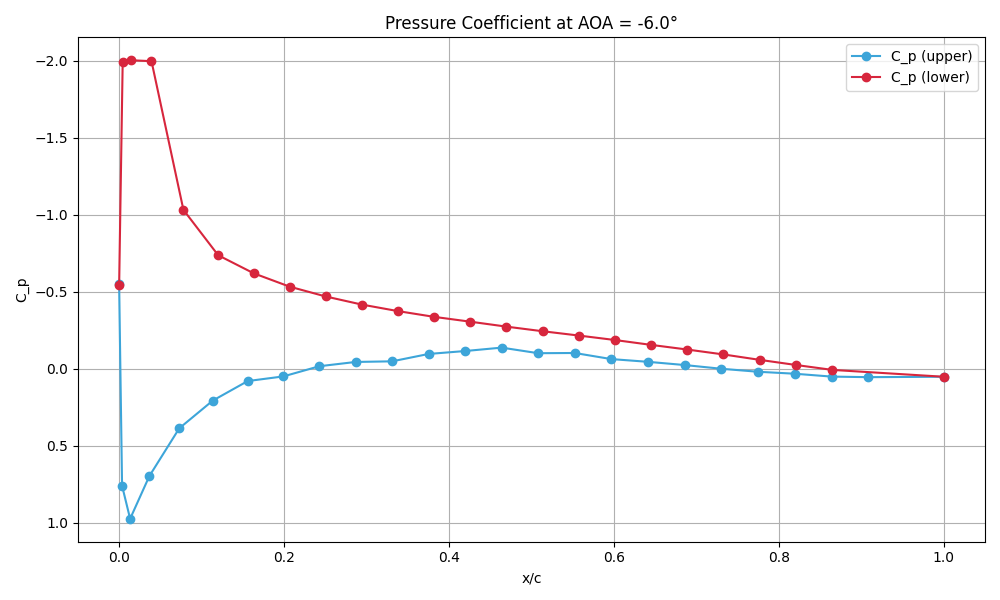 Pressure Coefficient at AOA = -6.0°
C_p (upper)
C_p (lower)
−2.0
−1.5
−1.0
−0.5
0.0
0.5
1.0
C_p
0.0 0.2 0.4 0.6 0.8 1.0
x/c